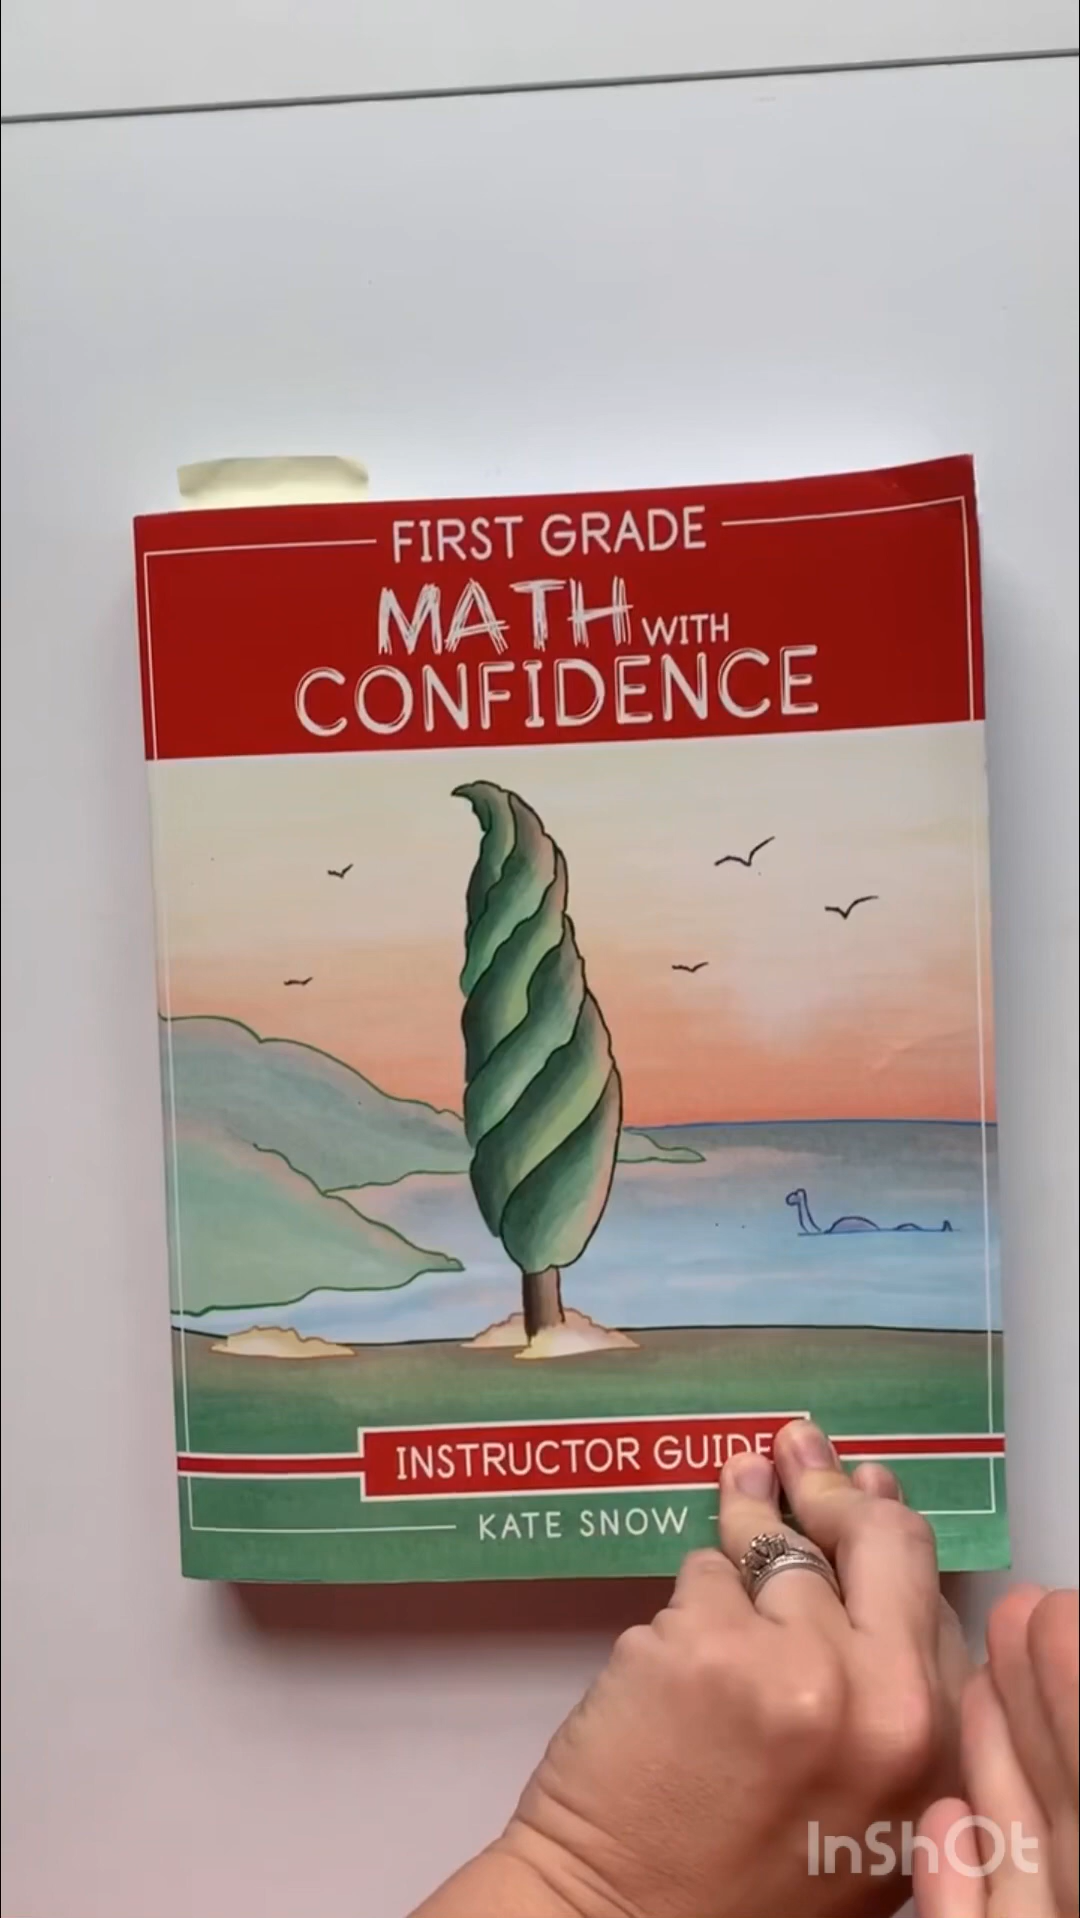 FIRST GRADE
MATH WITH
CONFIDENCE
INSTRUCTOR GUIDE
KATE SNOW
InShOt